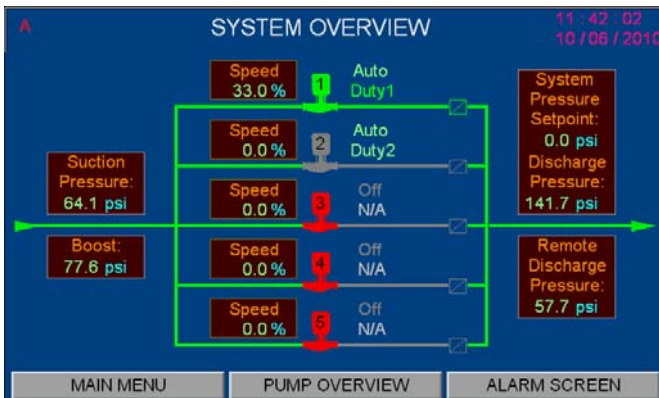 A
SYSTEM OVERVIEW
11 : 42 : 02
10 / 06 / 2010
Speed
33.0 %
1
Auto
Duty1
Speed
0.0 %
2
Auto
Duty2
Speed
0.0 %
3
Off
N/A
Speed
0.0 %
4
Off
N/A
Speed
0.0 %
5
Off
N/A
Suction
Pressure:
64.1 psi
Boost:
77.6 psi
System
Pressure
Setpoint:
0.0 psi
Discharge
Pressure:
141.7 psi
Remote
Discharge
Pressure:
57.7 psi
MAIN MENU
PUMP OVERVIEW
ALARM SCREEN